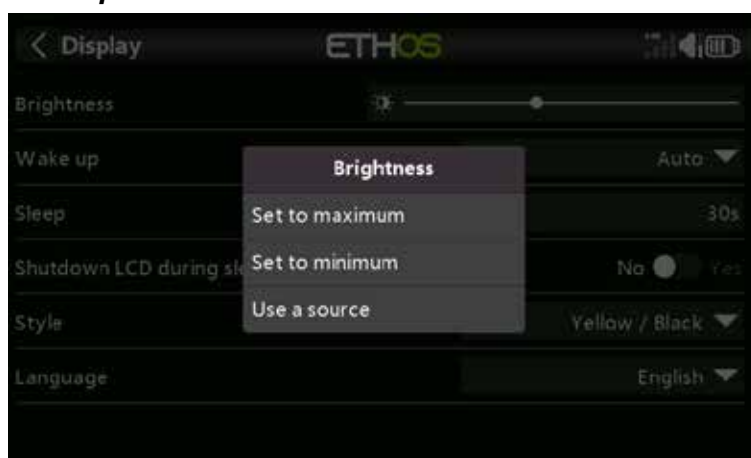 Display
ETHOS
Brightness
Wake up
Auto
Brightness
Sleep
30s
Set to maximum
Shutdown LCD during sle
No
Yes
Set to minimum
Use a source
Style
Yellow / Black
Language
English